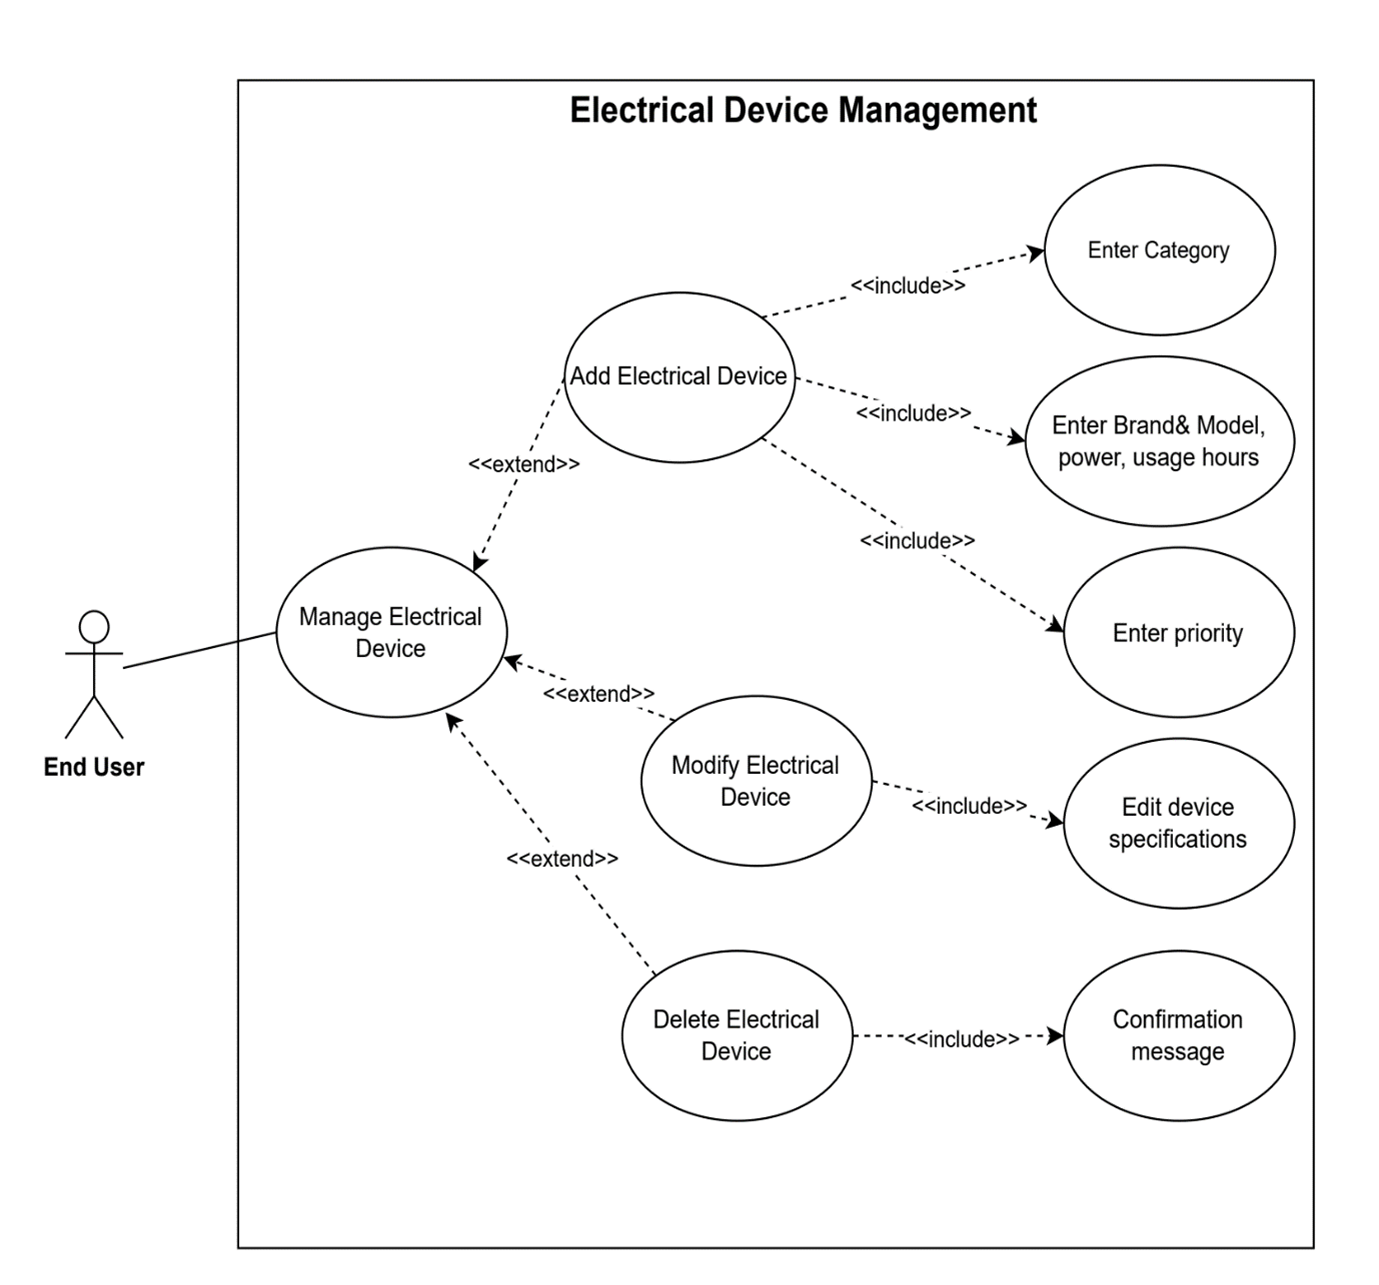 Electrical Device Management
Enter Category
<<include>>
Add Electrical Device
<<include>>
Enter Brand& Model,
power, usage hours
<<extend>>
<<include>>
Manage Electrical
Device
Enter priority
End User
<<extend>>
Modify Electrical
Device
<<include>>
Edit device
specifications
<<extend>>
Delete Electrical
Device
<<include>>
Confirmation
message